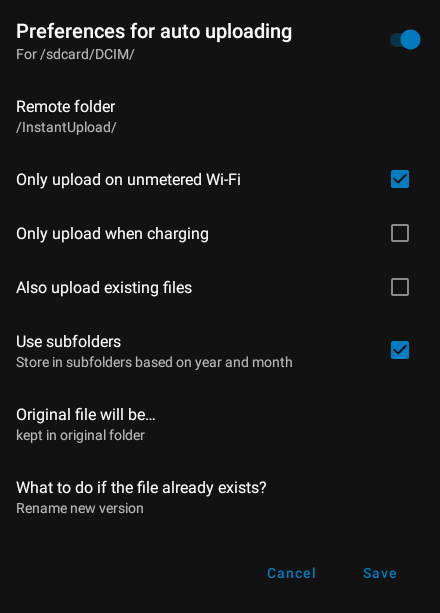 Preferences for auto uploading
For /sdcard/DCIM/
Remote folder
/InstantUpload/
Only upload on unmetered Wi-Fi
Only upload when charging
Also upload existing files
Use subfolders
Store in subfolders based on year and month
Original file will be…
kept in original folder
What to do if the file already exists?
Rename new version
Cancel Save